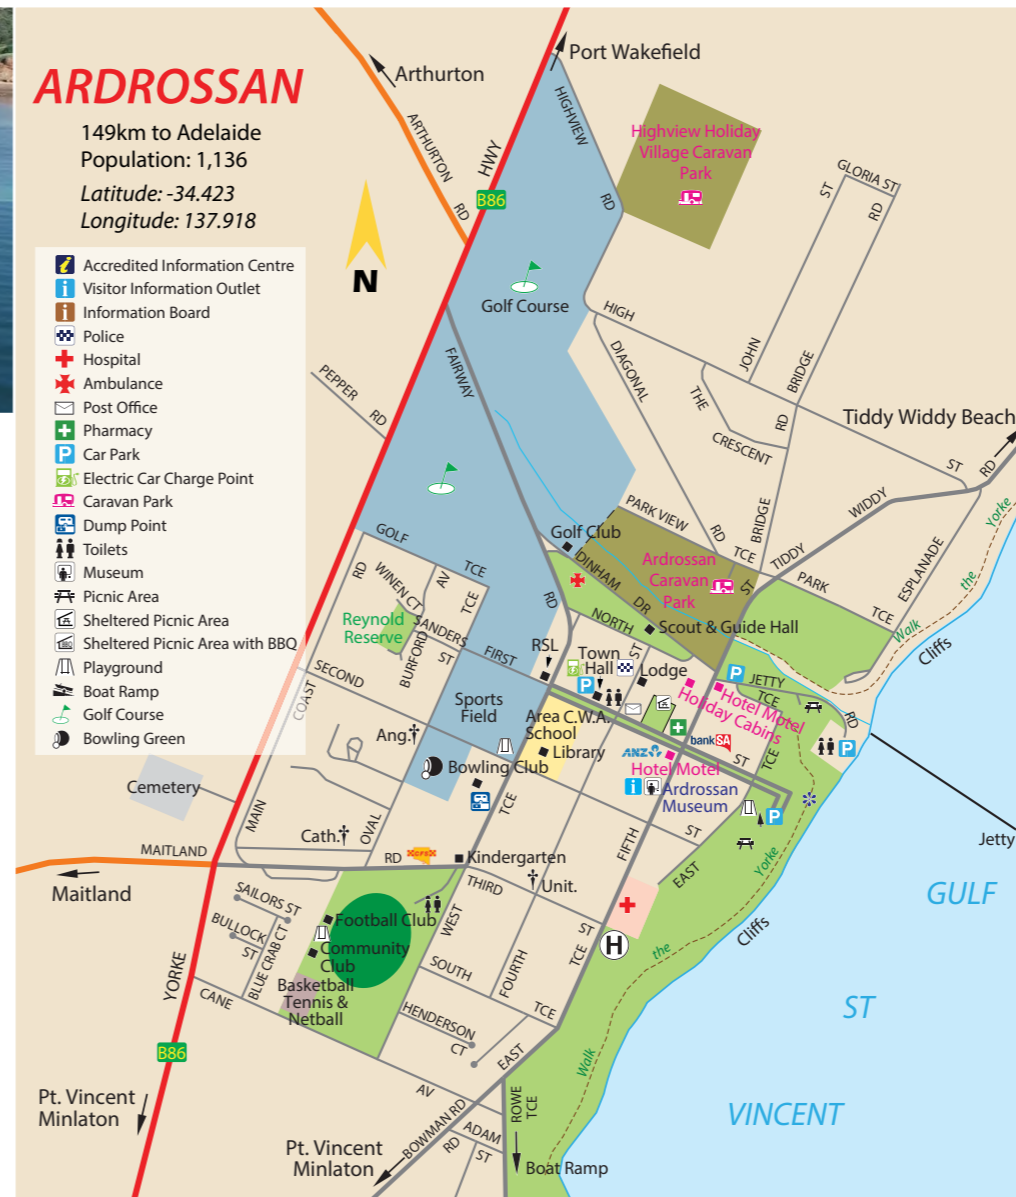 ARDROSSAN
149km to Adelaide
Population: 1,136
Latitude: -34.423
Longitude: 137.918
Accredited Information Centre
Visitor Information Outlet
Information Board
Police
Hospital
Ambulance
Post Office
Pharmacy
P Car Park
Electric Car Charge Point
Caravan Park
Dump Point
Toilets
Museum
Picnic Area
Sheltered Picnic Area
Sheltered Picnic Area with BBQ
Playground
Boat Ramp
Golf Course
Bowling Green
N
Arthurton
Port Wakefield
ARTHURTON
RD
HWY
B86
HIGHVIEW
RD
Highview Holiday
Village Caravan
Park
GLORIA ST
ST
RD
JOHN
BRIDGE
RD
BRIDGE
Golf Course
HIGH
ST
DIAGONAL
RD
THE
CRESCENT
Tiddy Widdy Beach
RD
WIDDY
TIDDY
PEPPER
RD
FAIRWAY
RD
PARK VIEW
TCE
PARK
TCE
ESPLANADE
Yorke
the
Walk
Cliffs
Golf Club
DINHAM
DR
Ardrossan
Caravan
Park
ST
GOLF
TCE
RD
WINEN CT
AV
TCE
Reynold
Reserve
SANDERS
ST
BURFORD
FIRST
NORTH
ST
Scout & Guide Hall
RSL
Town
Hall
Lodge
P
P
JETTY
TCE
RD
Hotel Motel
Holiday Cabins
SECOND
COAST
Sports
Field
Area C.W.A.
School
Library
ANZ
bankSA
ST
TCE
P
Ang.
Bowling Club
Hotel Motel
Ardrossan
Museum
P
Jetty
Cemetery
MAIN
OVAL
TCE
Cath.
FIFTH
ST
EAST
Yorke
MAITLAND
RD
CFS
Kindergarten
Maitland
THIRD
Unit.
ST
TCE
H
Cliffs
the
Walk
GULF
ST
VINCENT
SAILORS ST
BULLOCK
ST
BLUE CRAB CT
Football Club
Community
Club
Basketball
Tennis &
Netball
WEST
SOUTH
TCE
FOURTH
YORKE
CANE
AV
HENDERSON
CT
EAST
B86
Pt. Vincent
Minlaton
ROWE
TCE
BOWMAN RD
ADAM
ST
RD
Pt. Vincent
Minlaton
Boat Ramp